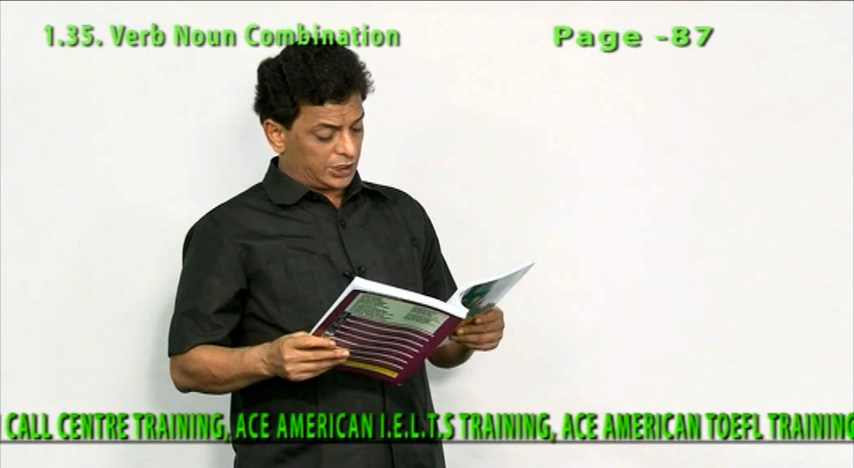 1.35. Verb Noun Combination
Page -87
CALL CENTRE TRAINING, ACE AMERICAN I.E.L.T.S TRAINING, ACE AMERICAN TOEFL TRAINING